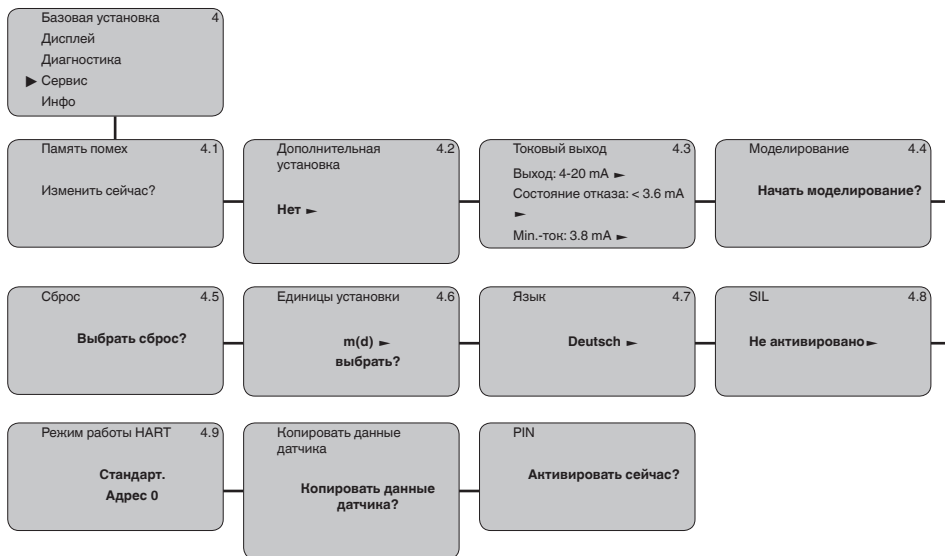 Базовая установка 4
Дисплей
Диагностика
▶ Сервис
Инфо
Память помех 4.1
Изменить сейчас?
Дополнительная 4.2
установка
Нет ►
Токовый выход 4.3
Выход: 4-20 mA ►
Состояние отказа: < 3.6 mA
►
Min.-ток: 3.8 mA ►
Моделирование 4.4
Начать моделирование?
Сброс 4.5
Выбрать сброс?
Единицы установки 4.6
m(d) ►
выбрать?
Язык 4.7
Deutsch ►
SIL 4.8
Не активировано ►
Режим работы HART 4.9
Стандарт.
Адрес 0
Копировать данные
датчика
Копировать данные
датчика?
PIN
Активировать сейчас?